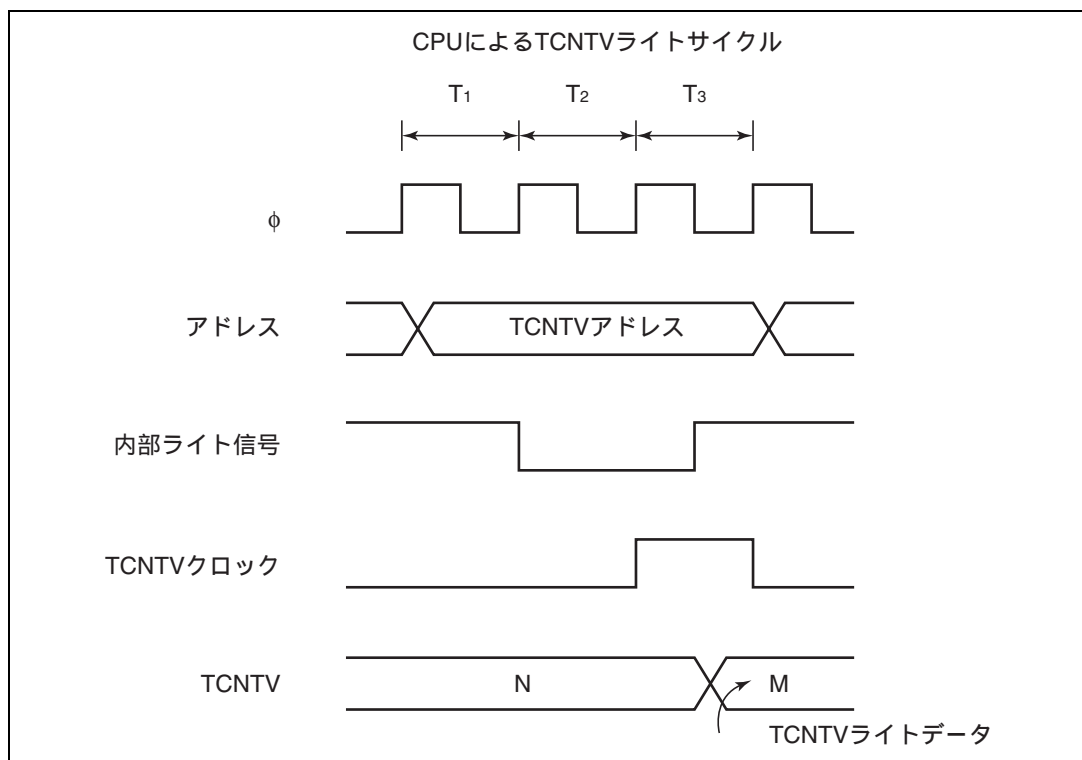 CPUによるTCNTVライトサイクル
T1 T2 T3
φ
アドレス TCNTVアドレス
内部ライト信号
TCNTVクロック
TCNTV N M
TCNTVライトデータ